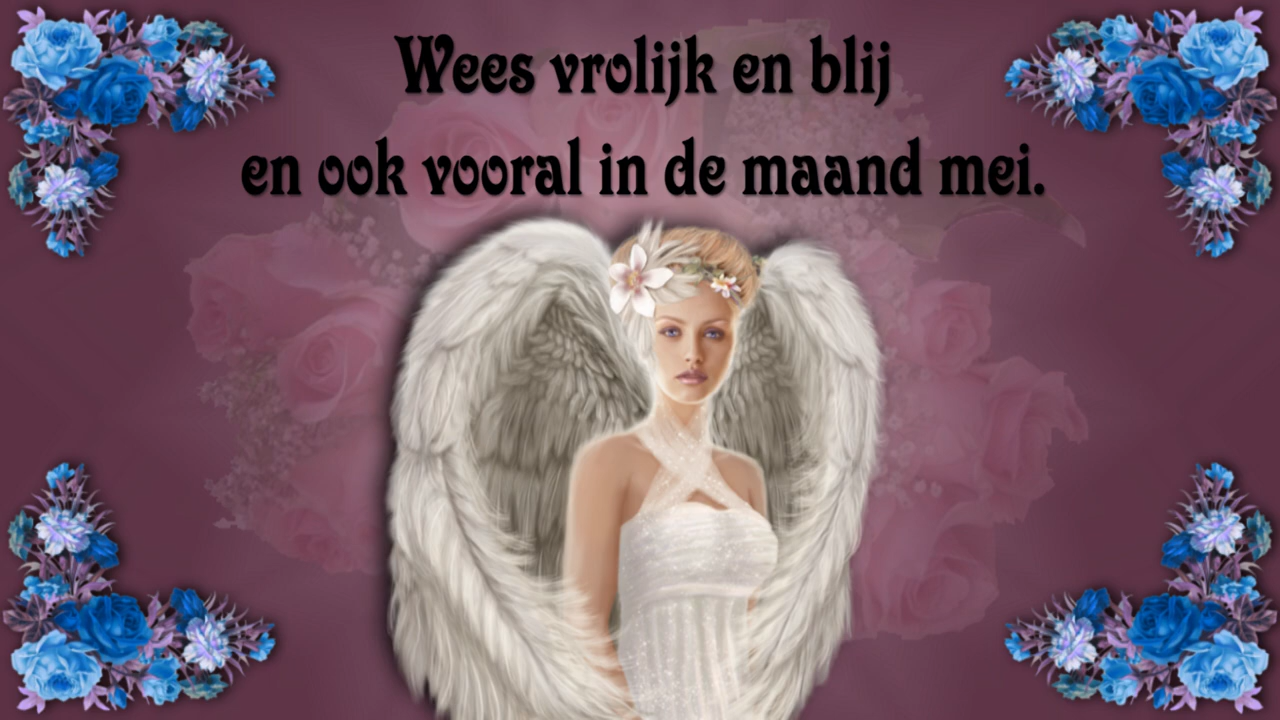 Wees vrolijk en blij
en ook vooral in de maand mei.